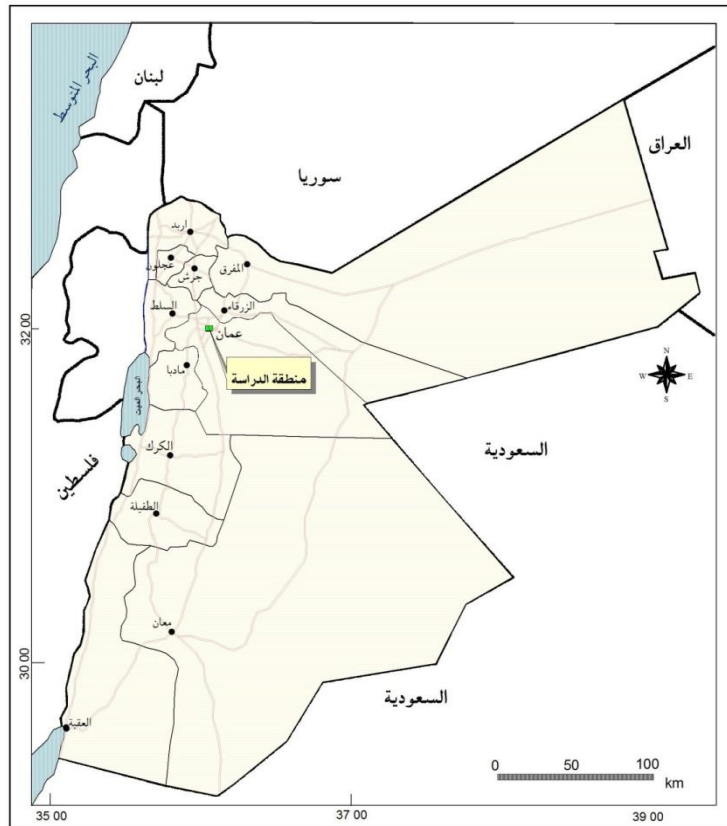 البحر المتوسط
لبنان
سوريا
العراق
اربد
عجلون
جرش
المفرق
السلط
الزرقاء
32 00
عمان
منطقة الدراسة
مادبا
البحر الميت
N
W E
S
السعودية
الكرك
فلسطين
الطفيلة
معان
30 00
السعودية
العقبة
0 50 100
km
35 00 37 00 39 00